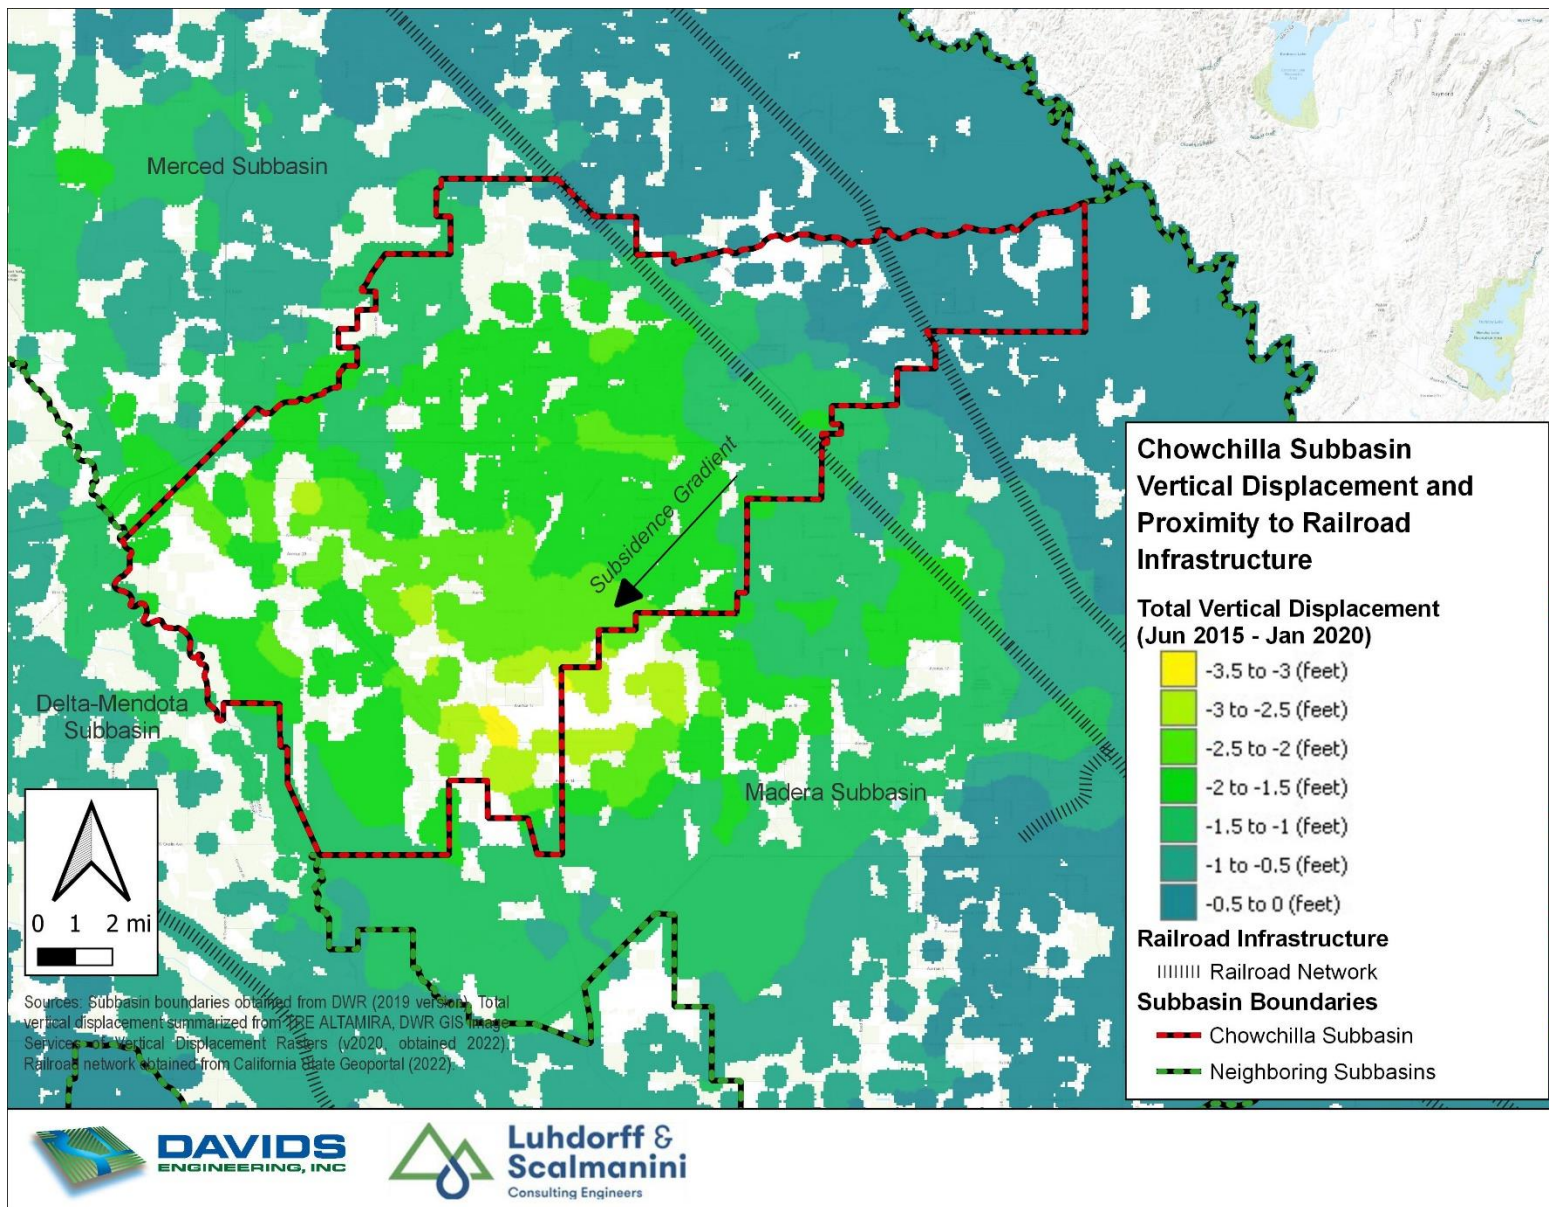 Merced Subbasin
Subsidence Gradient
Delta-Mendota
Subbasin
Madera Subbasin
Chowchilla Subbasin
Vertical Displacement and
Proximity to Railroad
Infrastructure
Total Vertical Displacement
(Jun 2015 - Jan 2020)
-3.5 to -3 (feet)
-3 to -2.5 (feet)
-2.5 to -2 (feet)
-2 to -1.5 (feet)
-1.5 to -1 (feet)
-1 to -0.5 (feet)
-0.5 to 0 (feet)
Railroad Infrastructure
Railroad Network
Subbasin Boundaries
Chowchilla Subbasin
Neighboring Subbasins
0 1 2 mi
Sources: Subbasin boundaries obtained from DWR (2019 version). Total
vertical displacement summarized from TRE ALTAMIRA, DWR GIS Image
Services of Vertical Displacement Rasters (v2020, obtained 2022).
Railroad network obtained from California State Geoportal (2022).
DAVIDS
ENGINEERING, INC
Luhdorff &
Scalmanini
Consulting Engineers